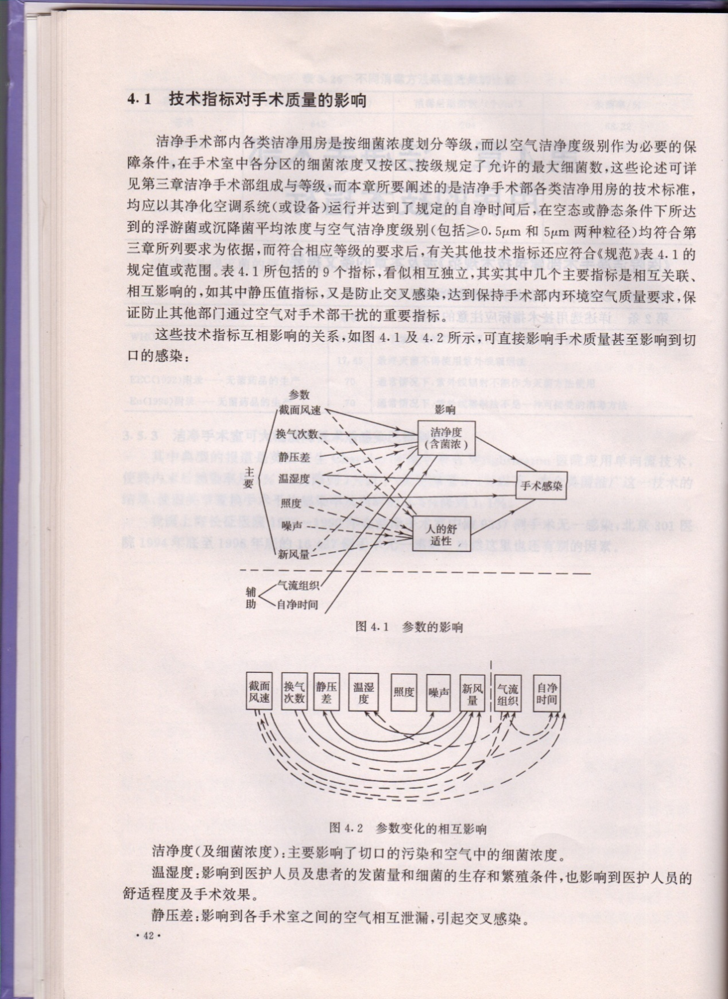 4.1 技术指标对手术质量的影响
洁净手术部内各类洁净用房是按细菌浓度划分等级,而以空气洁净度级别作为必要的保
障条件,在手术室中各分区的细菌浓度又按区、按级规定了允许的最大细菌数,这些论述可详
见第三章洁净手术部组成与等级,而本章所要阐述的是洁净手术部各类洁净用房的技术标准,
均应以其净化空调系统(或设备)运行并达到了规定的自净时间后,在空态或静态条件下所达
到的浮游菌或沉降菌平均浓度与空气洁净度级别(包括≥0.5μm 和 5μm 两种粒径)均符合第
三章所列要求为依据,而符合相应等级的要求后,有关其他技术指标还应符合《规范》表 4.1 的
规定值或范围。表 4.1 所包括的 9 个指标,看似相互独立,其实其中几个主要指标是相互关联、
相互影响的,如其中静压值指标,又是防止交叉感染,达到保持手术部内环境空气质量要求,保
证防止其他部门通过空气对手术部干扰的重要指标。
这些技术指标互相影响的关系,如图 4.1 及 4.2 所示,可直接影响手术质量甚至影响到切
口的感染:
参数
截面风速
影响
换气次数
洁净度
(含菌浓)
静压差
主要
温湿度
手术感染
照度
噪声
人的舒
适性
新风量
辅助
气流组织
自净时间
图 4.1 参数的影响
截面
风速
换气
次数
静压
差
温湿
度
照度
噪声
新风
量
气流
组织
自净
时间
图 4.2 参数变化的相互影响
洁净度(及细菌浓度):主要影响了切口的污染和空气中的细菌浓度。
温湿度:影响到医护人员及患者的发菌量和细菌的生存和繁殖条件,也影响到医护人员的
舒适程度及手术效果。
静压差:影响到各手术室之间的空气相互泄漏,引起交叉感染。
· 42 ·